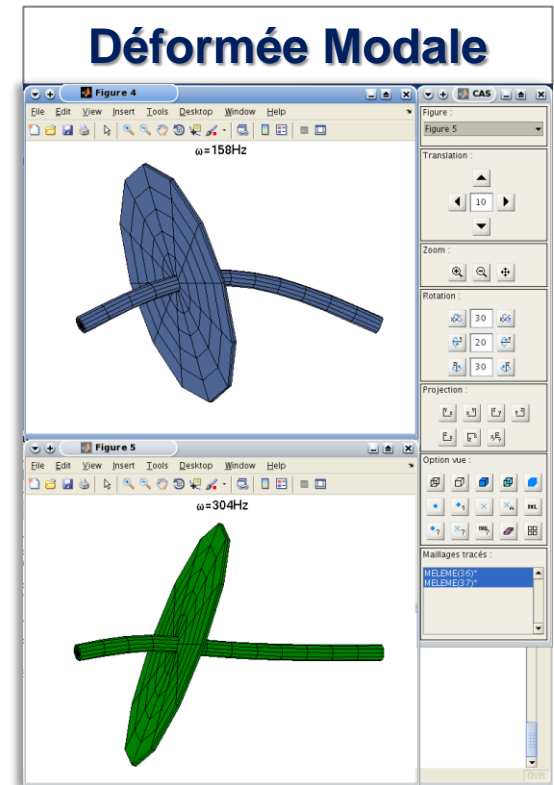 Déformée Modale
Figure 4
File Edit View Insert Tools Desktop Window Help
ω=158Hz
Figure 5
File Edit View Insert Tools Desktop Window Help
ω=304Hz
CAS
Figure :
Figure 5
Translation :
10
Zoom :
Rotation :
30
20
30
Projection :
Option vue :
MAIL
Maillages tracés :
MELEME(36)*
MELEME(37)*
OVR